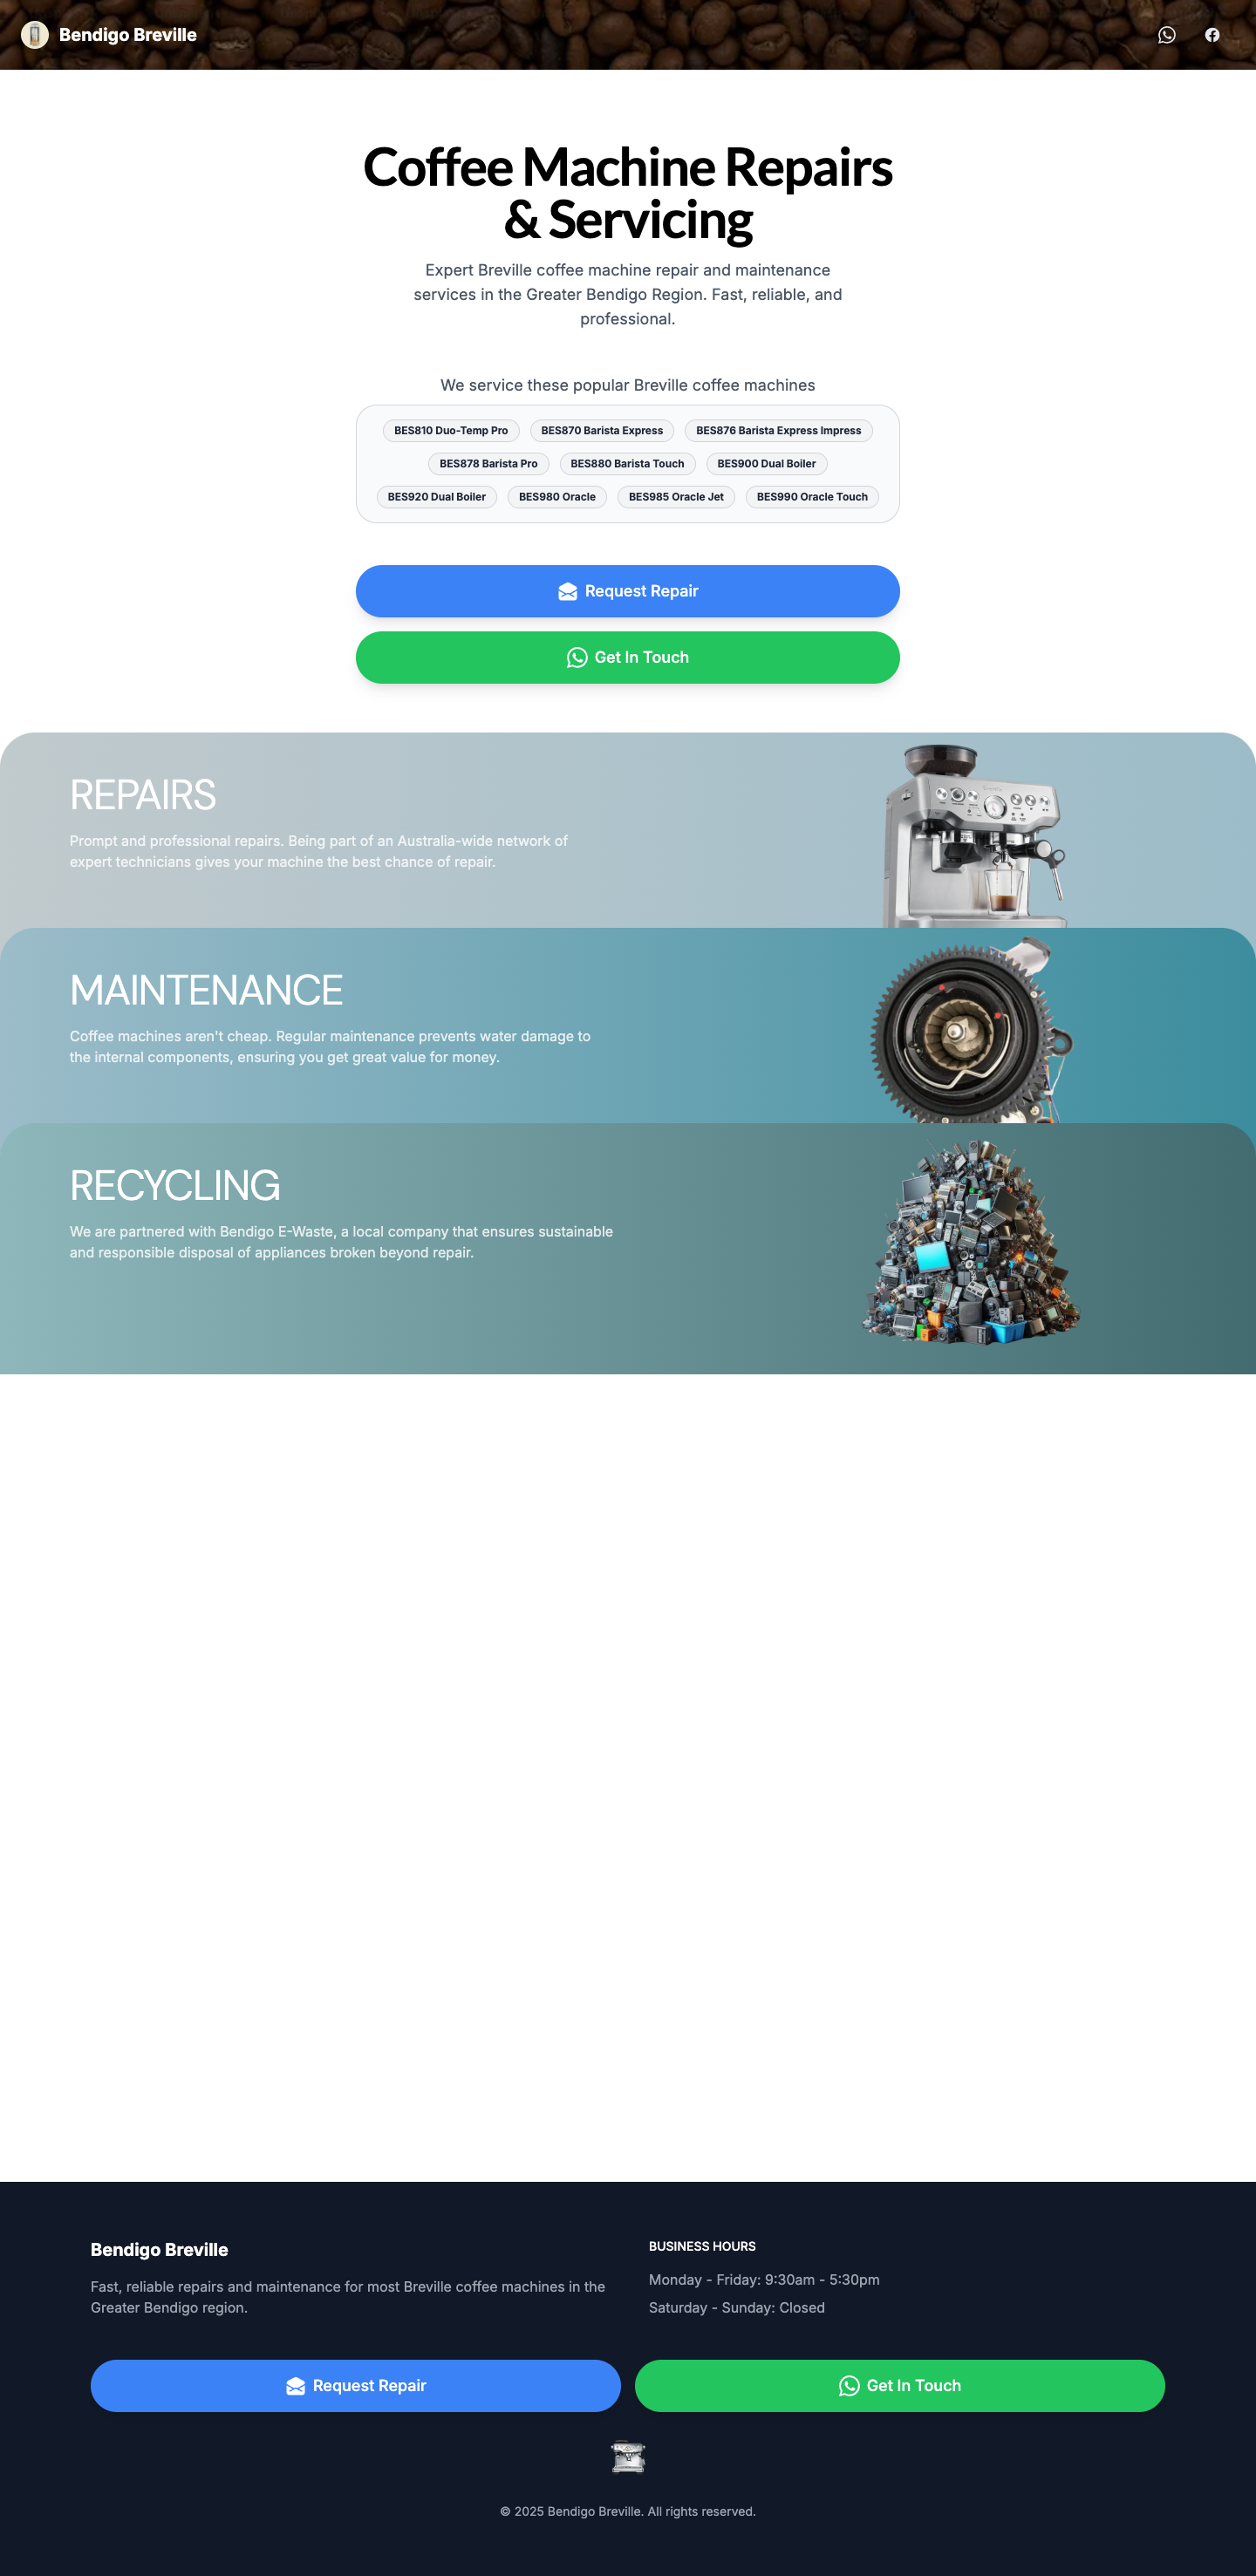 Bendigo Breville
Coffee Machine Repairs
& Servicing
Expert Breville coffee machine repair and maintenance
services in the Greater Bendigo Region. Fast, reliable, and
professional.
We service these popular Breville coffee machines
BES810 Duo-Temp Pro BES870 Barista Express BES876 Barista Express Impress
BES878 Barista Pro BES880 Barista Touch BES900 Dual Boiler
BES920 Dual Boiler BES980 Oracle BES985 Oracle Jet BES990 Oracle Touch
Request Repair
Get In Touch
REPAIRS
Prompt and professional repairs. Being part of an Australia-wide network of
expert technicians gives your machine the best chance of repair.
MAINTENANCE
Coffee machines aren't cheap. Regular maintenance prevents water damage to
the internal components, ensuring you get great value for money.
RECYCLING
We are partnered with Bendigo E-Waste, a local company that ensures sustainable
and responsible disposal of appliances broken beyond repair.
Bendigo Breville
Fast, reliable repairs and maintenance for most Breville coffee machines in the
Greater Bendigo region.
BUSINESS HOURS
Monday - Friday: 9:30am - 5:30pm
Saturday - Sunday: Closed
Request Repair
Get In Touch
© 2025 Bendigo Breville. All rights reserved.